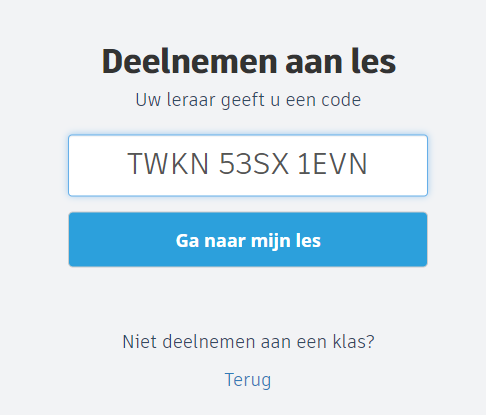 Deelnemen aan les
Uw leraar geeft u een code
TWKN 53SX 1EVN
Ga naar mijn les
Niet deelnemen aan een klas?
Terug